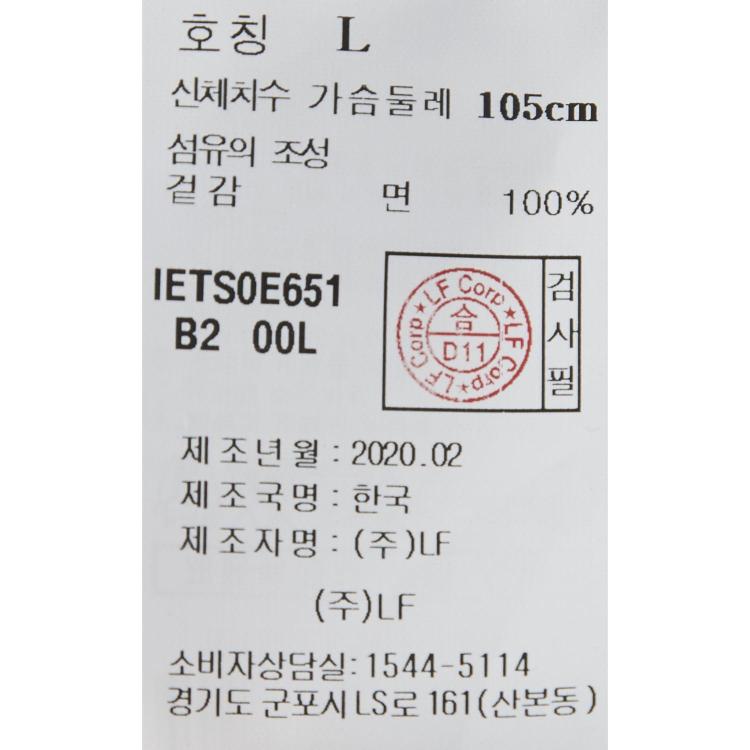 호칭 L
신체치수 가슴둘레 105cm
섬유의 조성
겉감 면 100%
IETS0E651
B2 00L
LF Corp★LF Corp★LF Corp★
合
D11
검사필
제조년월 : 2020.02
제조국명 : 한국
제조자명 : (주)LF
(주)LF
소비자상담실: 1544-5114
경기도 군포시 LS로 161(산본동)